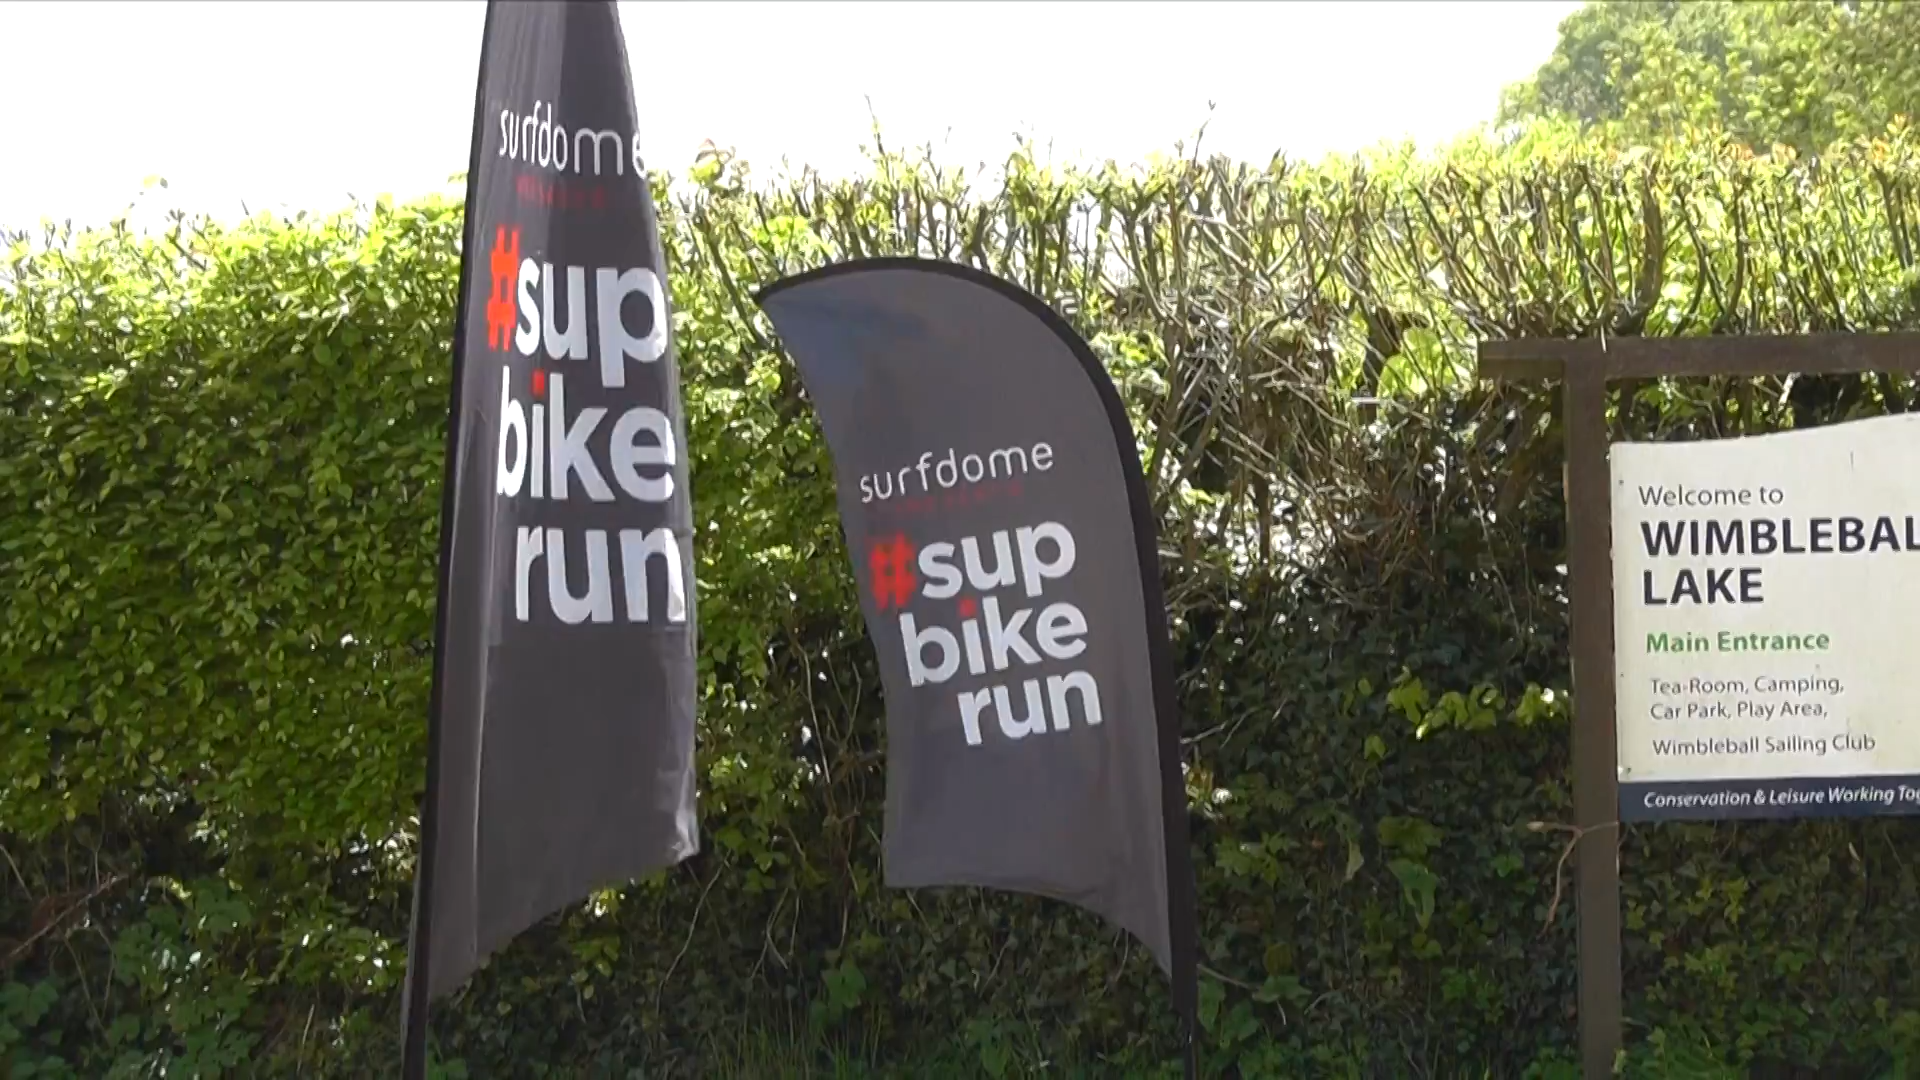 surfdome
#sup
bike
run
surfdome
#sup
bike
run
Welcome to
WIMBLEBAL
LAKE
Main Entrance
Tea-Room, Camping,
Car Park, Play Area,
Wimbleball Sailing Club
Conservation & Leisure Working Tog